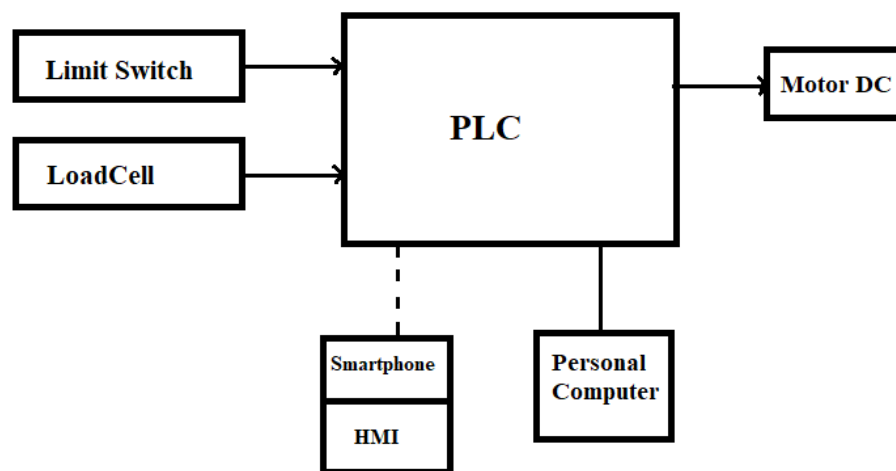 Limit Switch
PLC
Motor DC
LoadCell
Smartphone
HMI
Personal
Computer